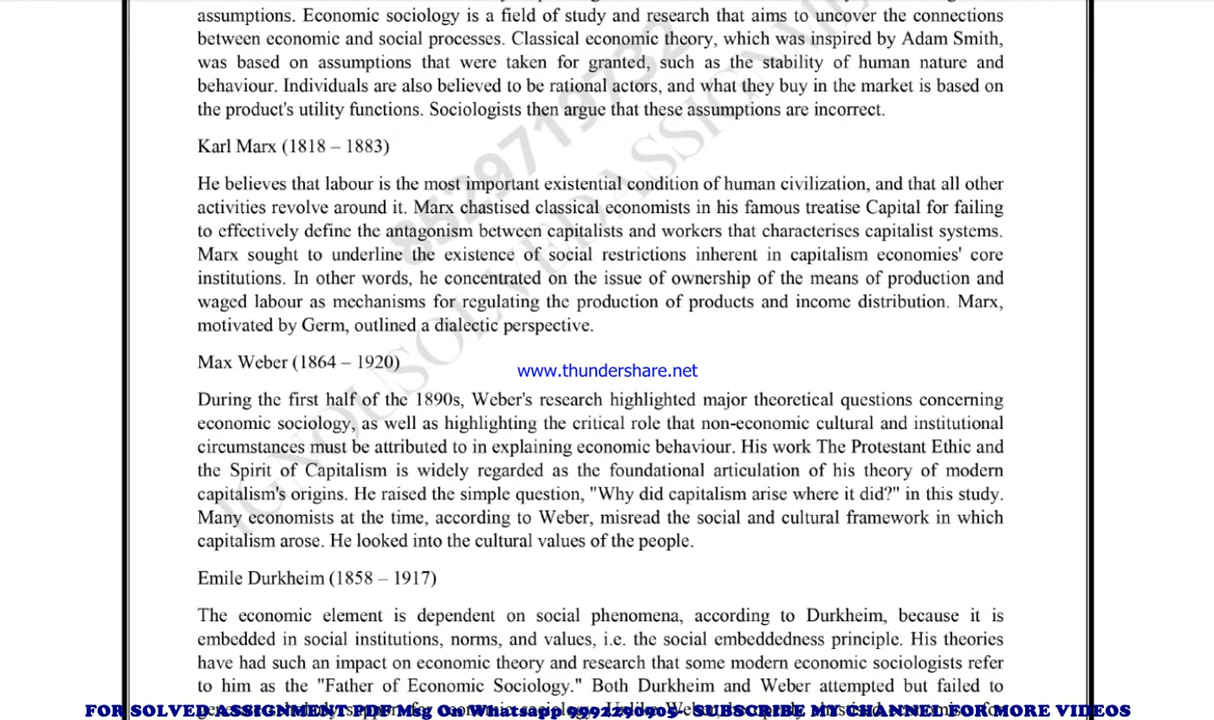 assumptions. Economic sociology is a field of study and research that aims to uncover the connections
between economic and social processes. Classical economic theory, which was inspired by Adam Smith,
was based on assumptions that were taken for granted, such as the stability of human nature and
behaviour. Individuals are also believed to be rational actors, and what they buy in the market is based on
the product's utility functions. Sociologists then argue that these assumptions are incorrect.
Karl Marx (1818 – 1883)
He believes that labour is the most important existential condition of human civilization, and that all other
activities revolve around it. Marx chastised classical economists in his famous treatise Capital for failing
to effectively define the antagonism between capitalists and workers that characterises capitalist systems.
Marx sought to underline the existence of social restrictions inherent in capitalism economies' core
institutions. In other words, he concentrated on the issue of ownership of the means of production and
waged labour as mechanisms for regulating the production of products and income distribution. Marx,
motivated by Germ, outlined a dialectic perspective.
Max Weber (1864 – 1920)
www.thundershare.net
During the first half of the 1890s, Weber's research highlighted major theoretical questions concerning
economic sociology, as well as highlighting the critical role that non-economic cultural and institutional
circumstances must be attributed to in explaining economic behaviour. His work The Protestant Ethic and
the Spirit of Capitalism is widely regarded as the foundational articulation of his theory of modern
capitalism's origins. He raised the simple question, "Why did capitalism arise where it did?" in this study.
Many economists at the time, according to Weber, misread the social and cultural framework in which
capitalism arose. He looked into the cultural values of the people.
Emile Durkheim (1858 – 1917)
The economic element is dependent on social phenomena, according to Durkheim, because it is
embedded in social institutions, norms, and values, i.e. the social embeddedness principle. His theories
have had such an impact on economic theory and research that some modern economic sociologists refer
to him as the "Father of Economic Sociology." Both Durkheim and Weber attempted but failed to
FOR SOLVED ASSIGNMENT PDF Msg On Whatsapp 9992290905- SUBSCRIBE MY CHANNEL FOR MORE VIDEOS
8529719732